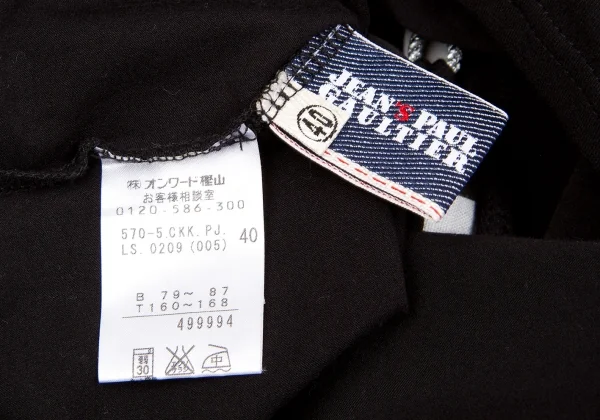 JEAN'S PAUL
GAULTIER
40
㈱ オンワード樫山
お客様相談室
0120-586-300
570-5.CKK. PJ.
LS. 0209 (005) 40
B 79〜 87
T160〜168
499994
30
中